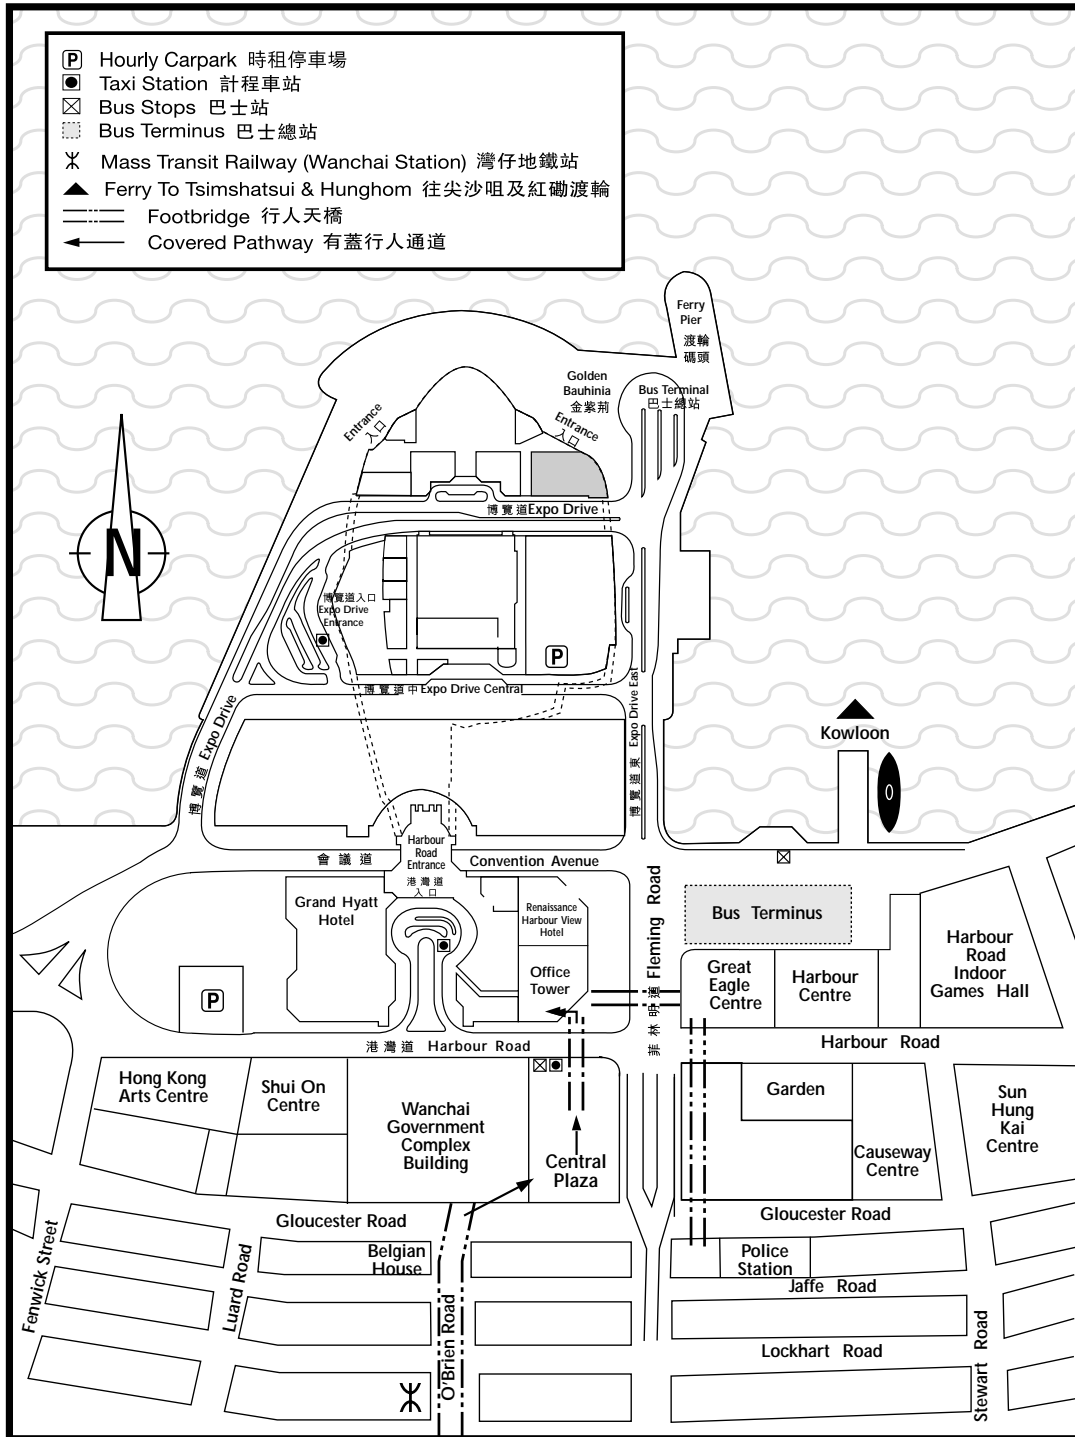 P Hourly Carpark 時租停車場
Taxi Station 計程車站
Bus Stops 巴士站
Bus Terminus 巴士總站
Mass Transit Railway (Wanchai Station) 灣仔地鐵站
Ferry To Tsimshatsui & Hunghom 往尖沙咀及紅磡渡輪
Footbridge 行人天橋
Covered Pathway 有蓋行人通道
Ferry
Pier
渡輪
碼頭
Golden
Bauhinia
金紫荊
Bus Terminal
巴士總站
Entrance
入口
Entrance
入口
N
博覽道Expo Drive
博覽道入口
Expo Drive
Entrance
P
博覽道中Expo Drive Central
博覽道 Expo Drive
博覽道東 Expo Drive East
Kowloon
Harbour
Road
Entrance
港灣道
入口
會議道
Convention Avenue
Grand Hyatt
Hotel
Renaissance
Harbour View
Hotel
Office
Tower
P
菲林明道 Fleming Road
Bus Terminus
Great
Eagle
Centre
Harbour
Centre
Harbour
Road
Indoor
Games Hall
港灣道 Harbour Road
Harbour Road
Hong Kong
Arts Centre
Shui On
Centre
Wanchai
Government
Complex
Building
Central
Plaza
Garden
Causeway
Centre
Sun
Hung
Kai
Centre
Gloucester Road
Gloucester Road
Fenwick Street
Luard Road
Belgian
House
O'Brien Road
Police
Station
Jaffe Road
Lockhart Road
Stewart Road